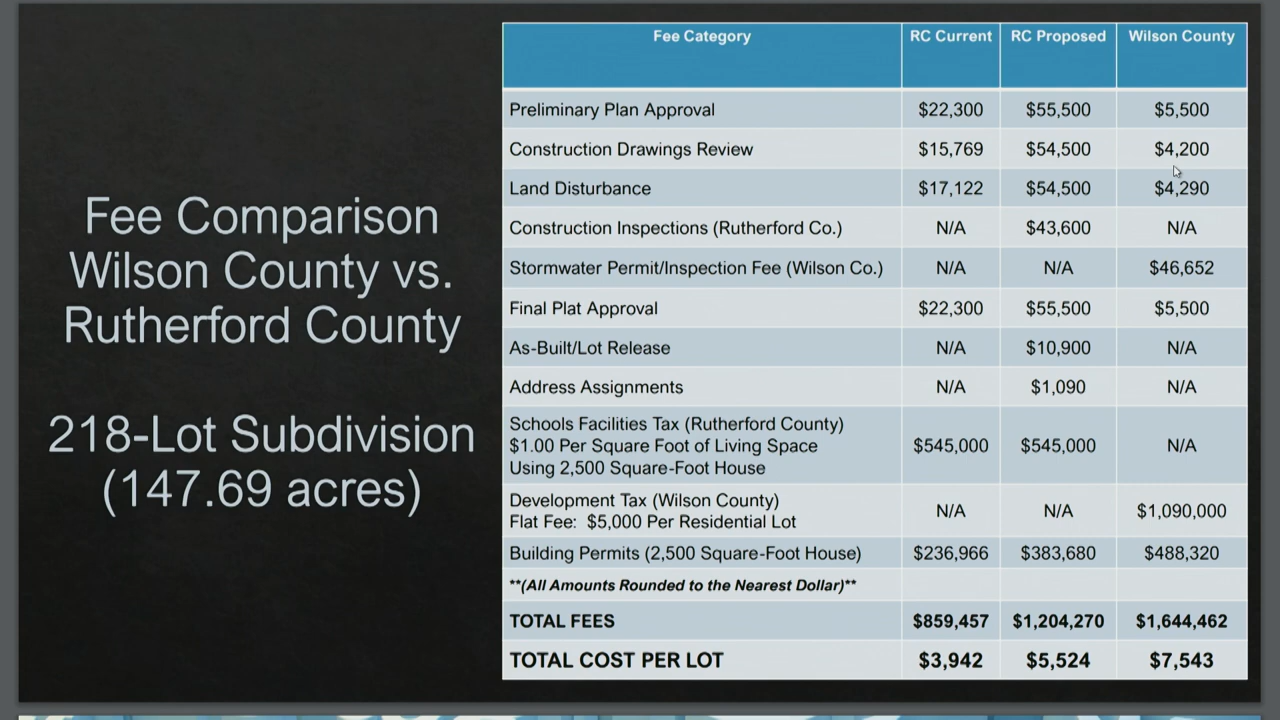 Fee Comparison
Wilson County vs.
Rutherford County
218-Lot Subdivision
(147.69 acres)
Fee Category RC Current RC Proposed Wilson County
Preliminary Plan Approval $22,300 $55,500 $5,500
Construction Drawings Review $15,769 $54,500 $4,200
Land Disturbance $17,122 $54,500 $4,290
Construction Inspections (Rutherford Co.) N/A $43,600 N/A
Stormwater Permit/Inspection Fee (Wilson Co.) N/A N/A $46,652
Final Plat Approval $22,300 $55,500 $5,500
As-Built/Lot Release N/A $10,900 N/A
Address Assignments N/A $1,090 N/A
Schools Facilities Tax (Rutherford County)
$1.00 Per Square Foot of Living Space $545,000 $545,000 N/A
Using 2,500 Square-Foot House
Development Tax (Wilson County)
Flat Fee: $5,000 Per Residential Lot N/A N/A $1,090,000
Building Permits (2,500 Square-Foot House) $236,966 $383,680 $488,320
**(All Amounts Rounded to the Nearest Dollar)**
TOTAL FEES $859,457 $1,204,270 $1,644,462
TOTAL COST PER LOT $3,942 $5,524 $7,543